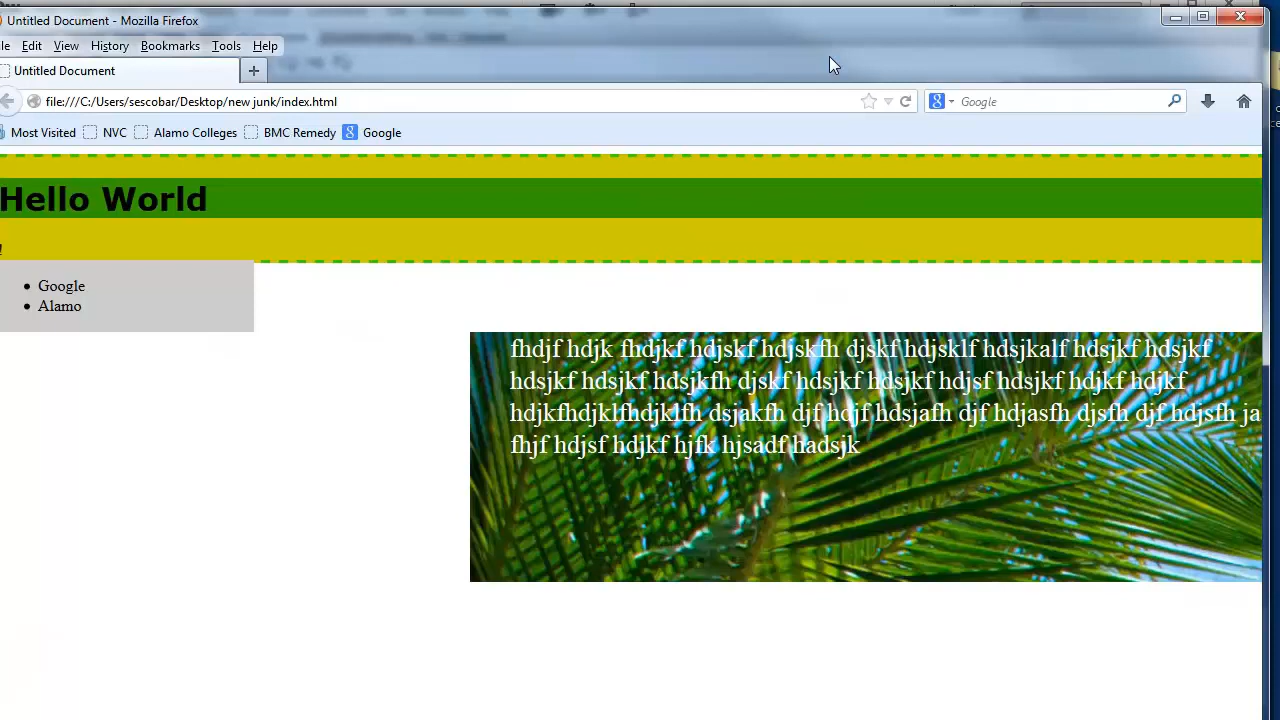 Untitled Document - Mozilla Firefox
Edit View History Bookmarks Tools Help
Untitled Document
file:///C:/Users/sescobar/Desktop/new junk/index.html
Google
Most Visited NVC Alamo Colleges BMC Remedy Google
Hello World
Google
Alamo
fhdjf hdjk fhdjkf hdjskf hdjskfh djskf hdjsklf hdsjkalf hdsjkf hdsjkf
hdsjkf hdsjkf hdsjkfh djskf hdsjkf hdsjkf hdjsf hdsjkf hdjkf hdjkf
hdjkfhdjklfhdjklfh dsjakfh djf hdjf hdsjafh djf hdjasfh djsfh djf hdjsfh ja
fhjf hdjsf hdjkf hjfk hjsadf hadsjk